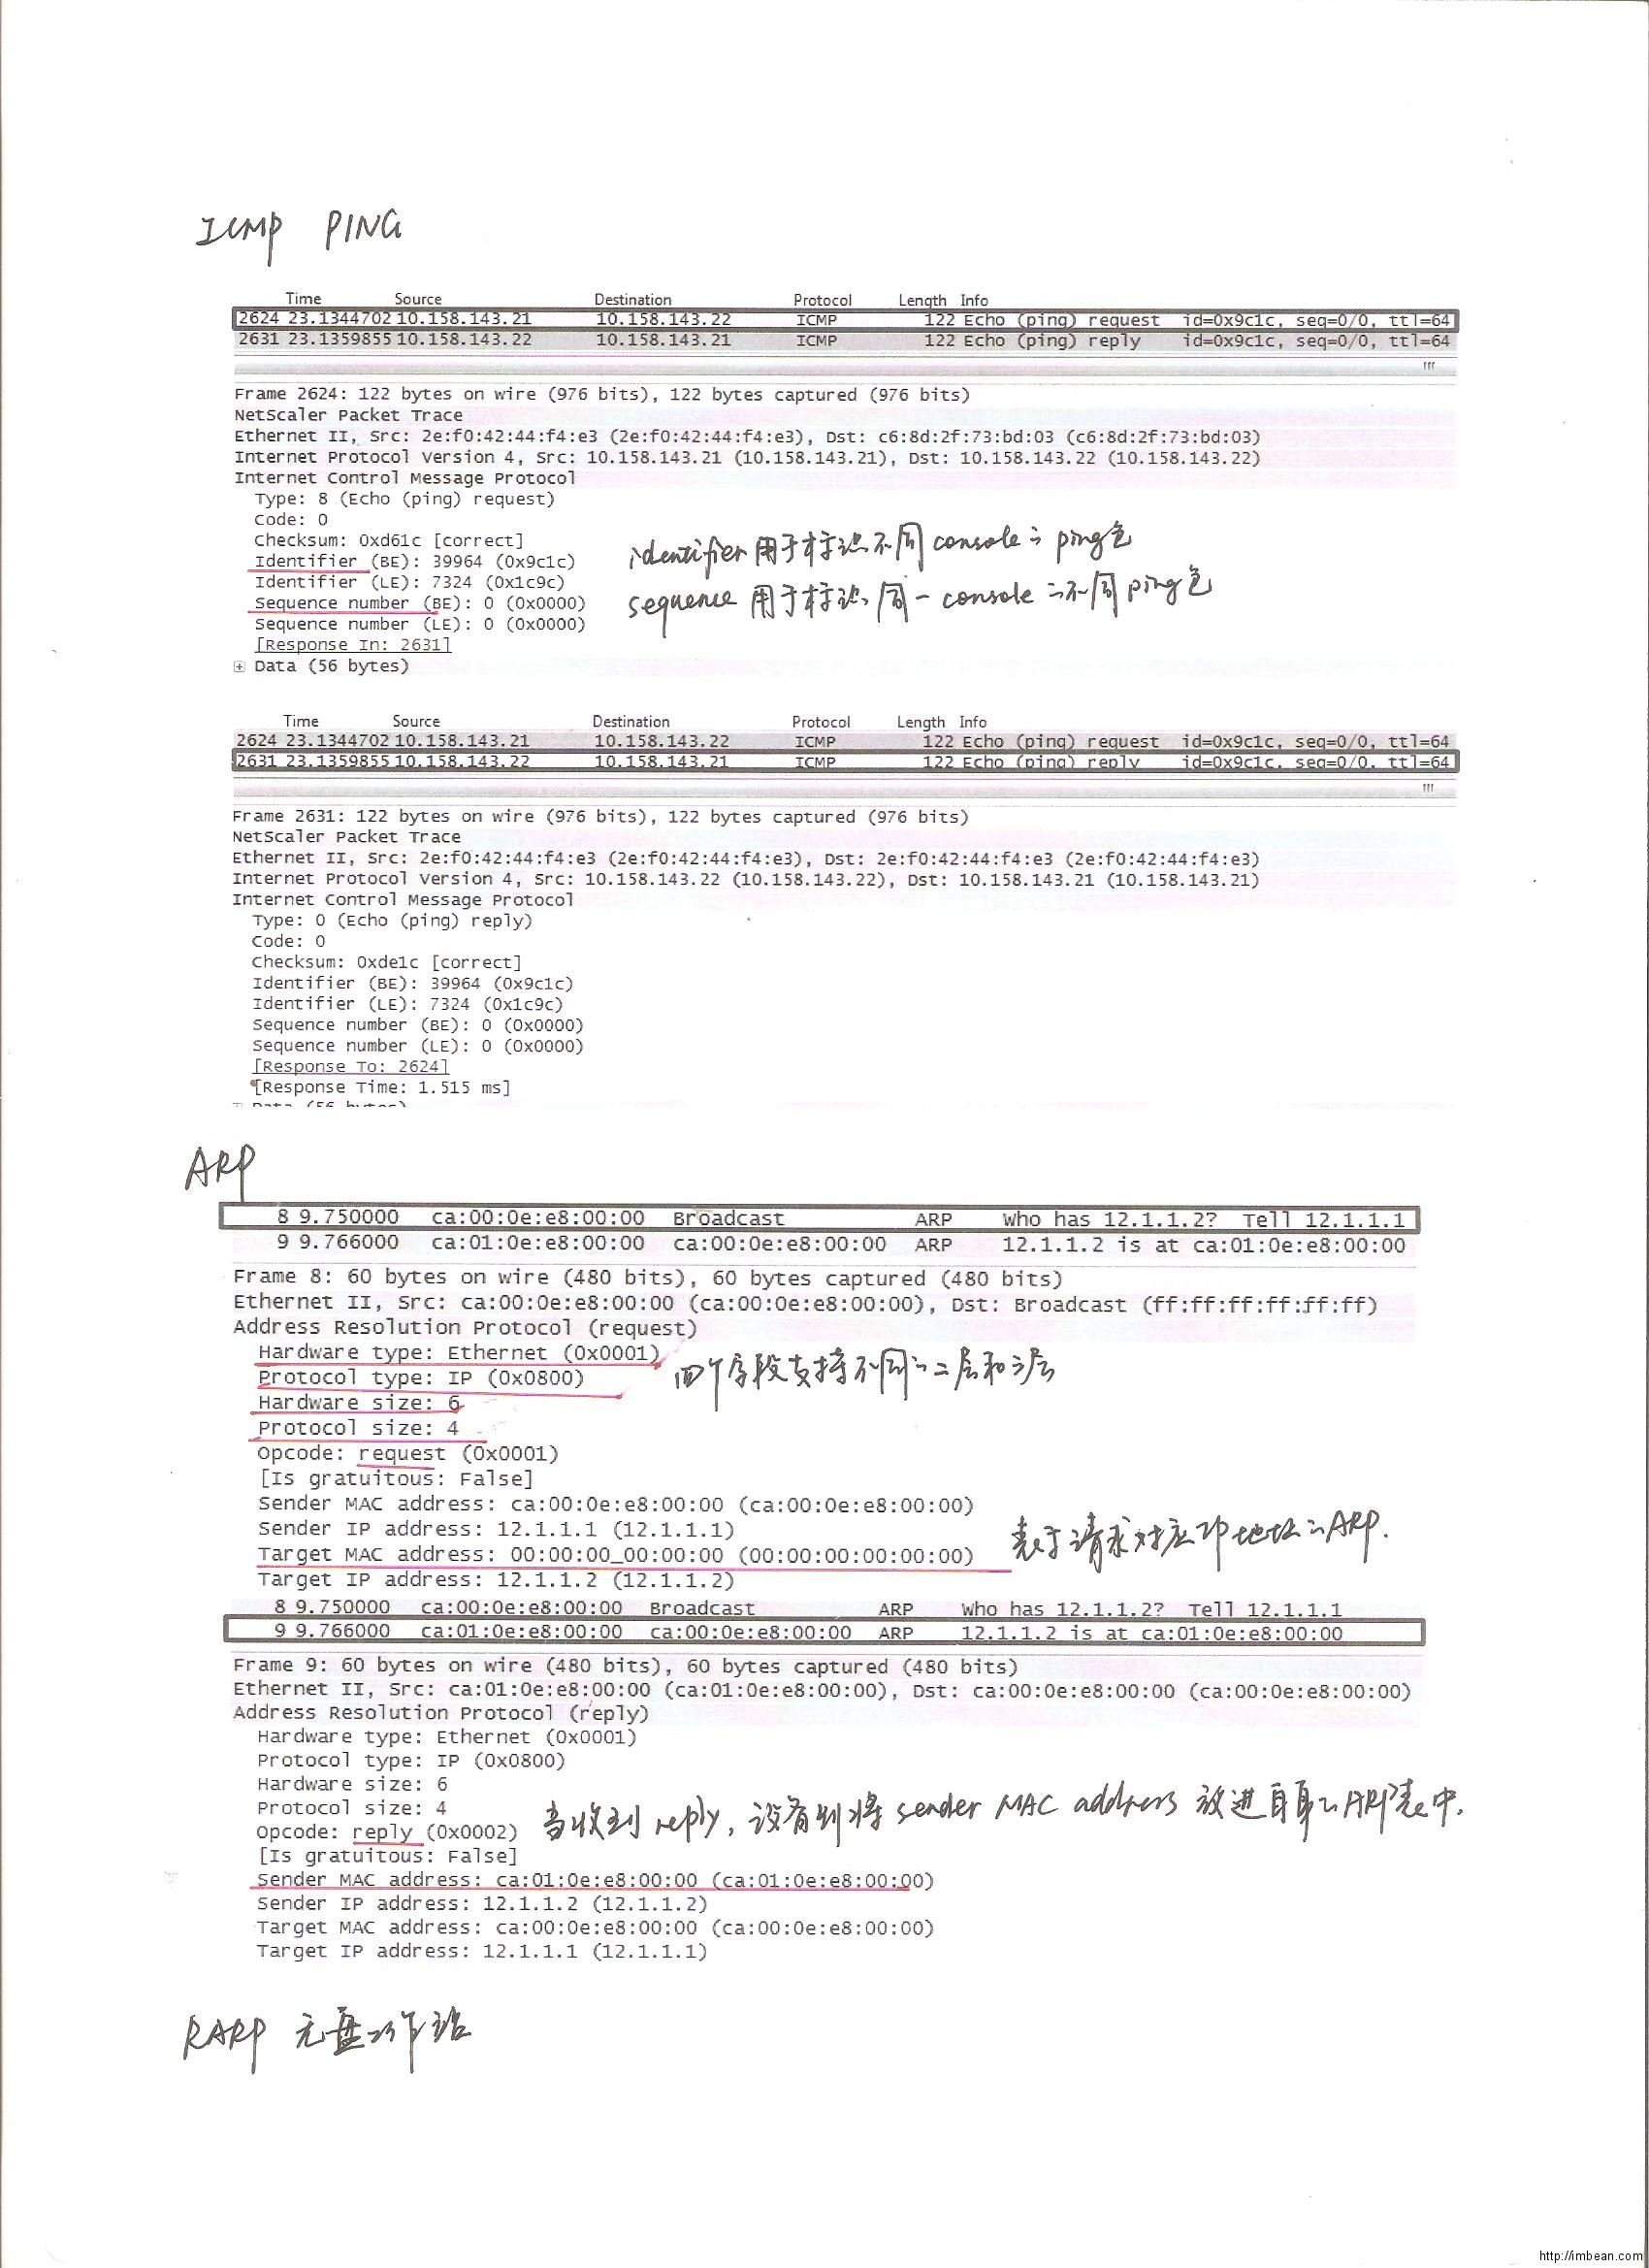 ICMP PING
Time Source Destination Protocol Length Info
2624 23.1344702 10.158.143.21 10.158.143.22 ICMP 122 Echo (ping) request id=0x9c1c, seq=0/0, ttl=64
2631 23.1359855 10.158.143.22 10.158.143.21 ICMP 122 Echo (ping) reply id=0x9c1c, seq=0/0, ttl=64
Frame 2624: 122 bytes on wire (976 bits), 122 bytes captured (976 bits)
NetScaler Packet Trace
Ethernet II, Src: 2e:f0:42:44:f4:e3 (2e:f0:42:44:f4:e3), Dst: c6:8d:2f:73:bd:03 (c6:8d:2f:73:bd:03)
Internet Protocol Version 4, Src: 10.158.143.21 (10.158.143.21), Dst: 10.158.143.22 (10.158.143.22)
Internet Control Message Protocol
Type: 8 (Echo (ping) request)
Code: 0
Checksum: 0xd61c [correct]
Identifier (BE): 39964 (0x9c1c)
identifier 用于标识不同 console の ping包
Identifier (LE): 7324 (0x1c9c)
Sequence number (BE): 0 (0x0000)
sequence 用于标识同一 console の不同 ping包
Sequence number (LE): 0 (0x0000)
[Response In: 2631]
Data (56 bytes)
Time Source Destination Protocol Length Info
2624 23.1344702 10.158.143.21 10.158.143.22 ICMP 122 Echo (ping) request id=0x9c1c, seq=0/0, ttl=64
2631 23.1359855 10.158.143.22 10.158.143.21 ICMP 122 Echo (ping) reply id=0x9c1c, seq=0/0, ttl=64
Frame 2631: 122 bytes on wire (976 bits), 122 bytes captured (976 bits)
NetScaler Packet Trace
Ethernet II, Src: 2e:f0:42:44:f4:e3 (2e:f0:42:44:f4:e3), Dst: 2e:f0:42:44:f4:e3 (2e:f0:42:44:f4:e3)
Internet Protocol Version 4, Src: 10.158.143.22 (10.158.143.22), Dst: 10.158.143.21 (10.158.143.21)
Internet Control Message Protocol
Type: 0 (Echo (ping) reply)
Code: 0
Checksum: 0xde1c [correct]
Identifier (BE): 39964 (0x9c1c)
Identifier (LE): 7324 (0x1c9c)
Sequence number (BE): 0 (0x0000)
Sequence number (LE): 0 (0x0000)
[Response To: 2624]
[Response Time: 1.515 ms]
Data (56 bytes)
ARP
8 9.750000 ca:00:0e:e8:00:00 Broadcast ARP Who has 12.1.1.2? Tell 12.1.1.1
9 9.766000 ca:01:0e:e8:00:00 ca:00:0e:e8:00:00 ARP 12.1.1.2 is at ca:01:0e:e8:00:00
Frame 8: 60 bytes on wire (480 bits), 60 bytes captured (480 bits)
Ethernet II, Src: ca:00:0e:e8:00:00 (ca:00:0e:e8:00:00), Dst: Broadcast (ff:ff:ff:ff:ff:ff)
Address Resolution Protocol (request)
Hardware type: Ethernet (0x0001)
Protocol type: IP (0x0800)
四个字段支持不同の二层和三层
Hardware size: 6
Protocol size: 4
Opcode: request (0x0001)
[Is gratuitous: False]
Sender MAC address: ca:00:0e:e8:00:00 (ca:00:0e:e8:00:00)
Sender IP address: 12.1.1.1 (12.1.1.1)
Target MAC address: 00:00:00_00:00:00 (00:00:00:00:00:00)
表示请求对应IP地址のARP.
Target IP address: 12.1.1.2 (12.1.1.2)
8 9.750000 ca:00:0e:e8:00:00 Broadcast ARP Who has 12.1.1.2? Tell 12.1.1.1
9 9.766000 ca:01:0e:e8:00:00 ca:00:0e:e8:00:00 ARP 12.1.1.2 is at ca:01:0e:e8:00:00
Frame 9: 60 bytes on wire (480 bits), 60 bytes captured (480 bits)
Ethernet II, Src: ca:01:0e:e8:00:00 (ca:01:0e:e8:00:00), Dst: ca:00:0e:e8:00:00 (ca:00:0e:e8:00:00)
Address Resolution Protocol (reply)
Hardware type: Ethernet (0x0001)
Protocol type: IP (0x0800)
Hardware size: 6
Protocol size: 4
Opcode: reply (0x0002)
当收到 reply, 设备则将 sender MAC address 放进自身のARP表中.
[Is gratuitous: False]
Sender MAC address: ca:01:0e:e8:00:00 (ca:01:0e:e8:00:00)
Sender IP address: 12.1.1.2 (12.1.1.2)
Target MAC address: ca:00:0e:e8:00:00 (ca:00:0e:e8:00:00)
Target IP address: 12.1.1.1 (12.1.1.1)
RARP 无盘工作站
http://imbean.com